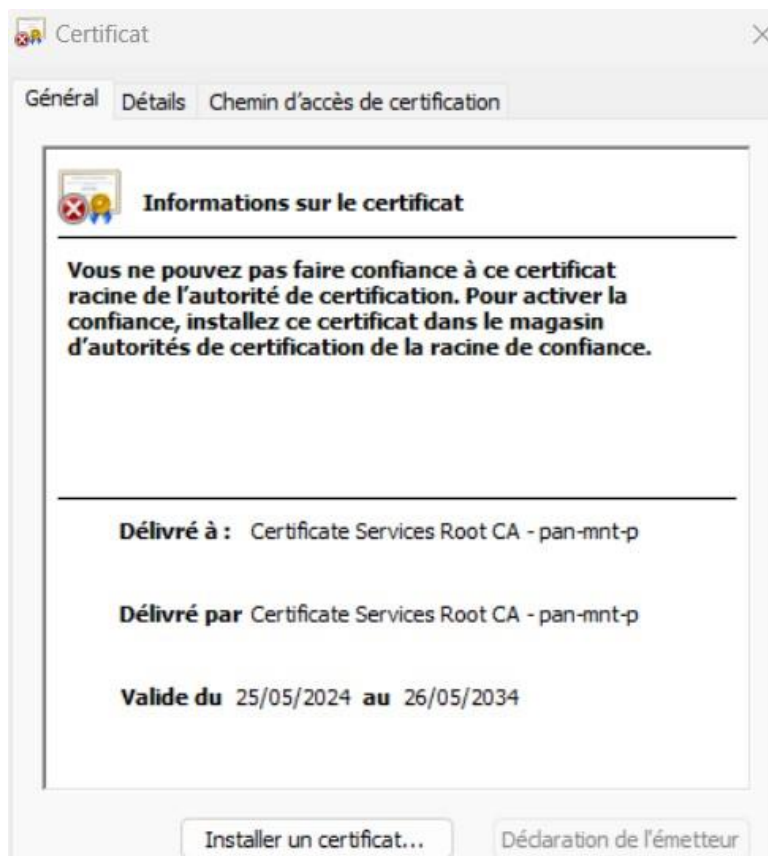 Certificat
Général Détails Chemin d'accès de certification
Informations sur le certificat
Vous ne pouvez pas faire confiance à ce certificat
racine de l'autorité de certification. Pour activer la
confiance, installez ce certificat dans le magasin
d'autorités de certification de la racine de confiance.
Délivré à : Certificate Services Root CA - pan-mnt-p
Délivré par Certificate Services Root CA - pan-mnt-p
Valide du 25/05/2024 au 26/05/2034
Installer un certificat... Déclaration de l'émetteur